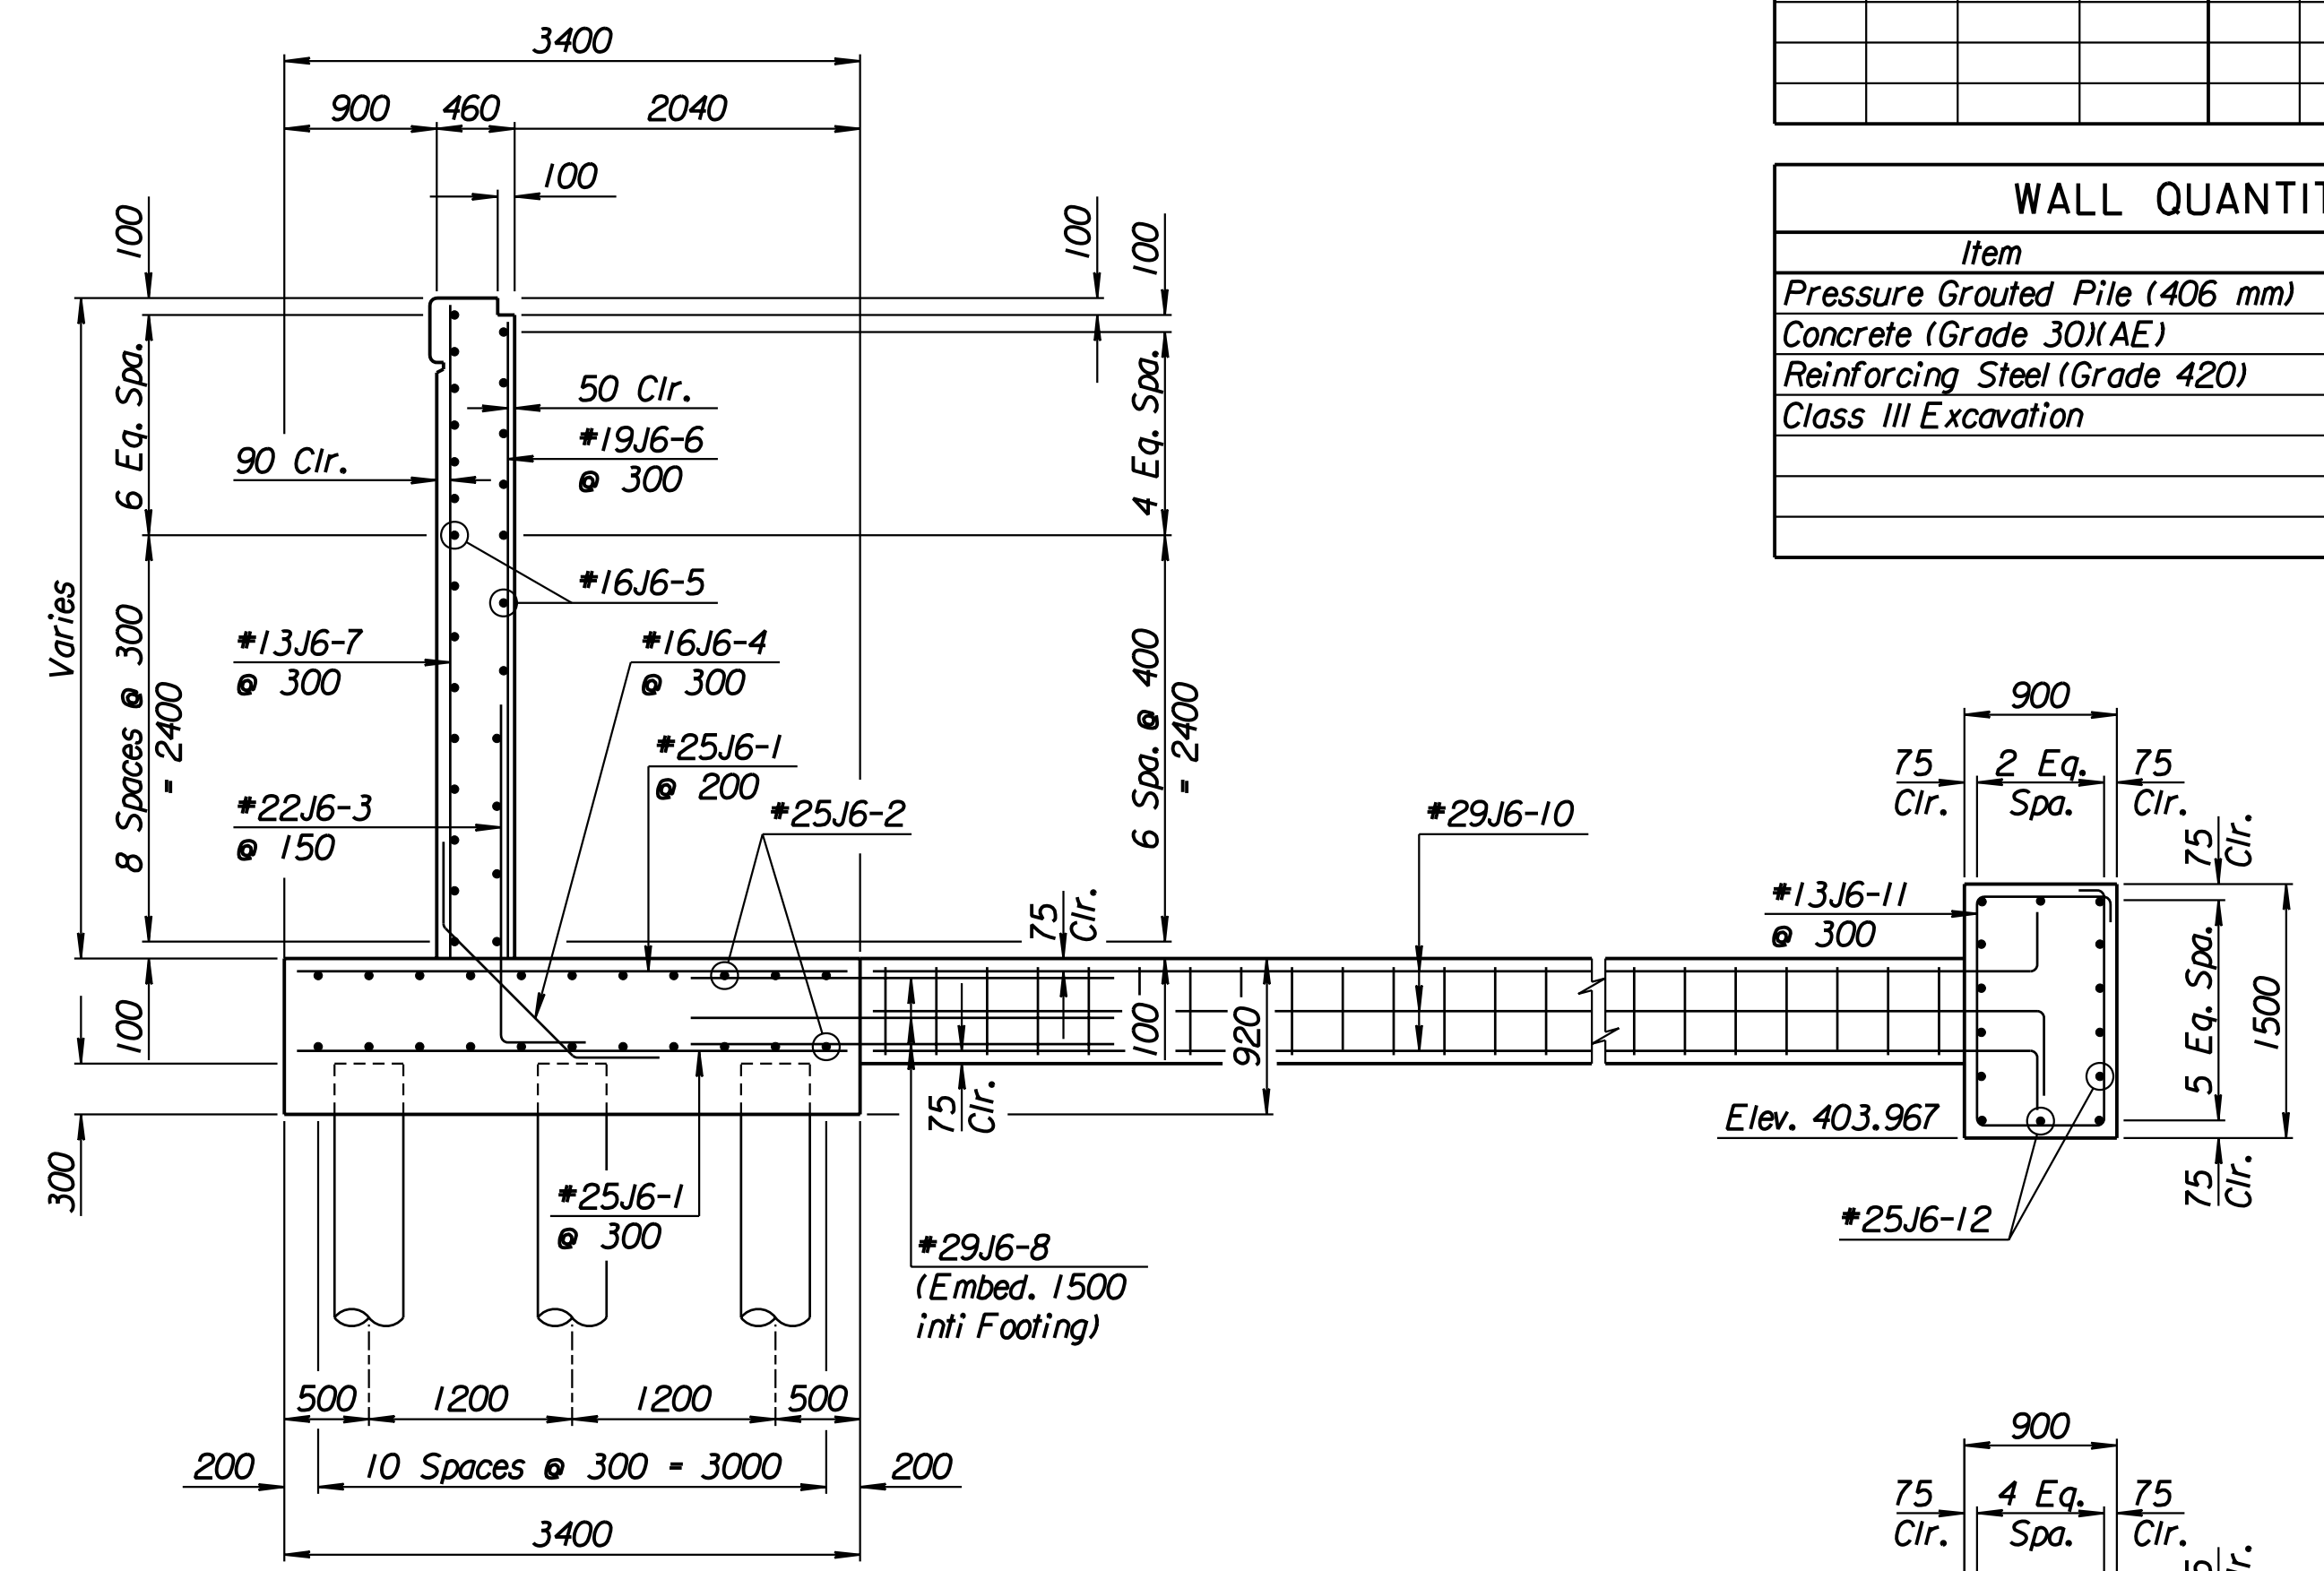 3400
900 460 2040
100
100
100
100
WALL QUANTIT
Item
Pressure Grouted Pile (406 mm)
Concrete (Grade 30)(AE)
Reinforcing Steel (Grade 420)
Class III Excavation
6 Eq. Spa.
4 Eq. Spa.
50 Clr.
#19J6-6
@ 300
90 Clr.
#16J6-5
Varies
8 Spaces @ 300
= 2400
6 Spa. @ 400
= 2400
#13J6-7
@ 300
#16J6-4
@ 300
#25J6-1
@ 200
#22J6-3
@ 150
#25J6-2
#29J6-10
900
75 2 Eq. 75
Clr. Spa. Clr.
75
Clr.
#13J6-11
@ 300
75
Clr.
100
100
920
5 Eq. Spa.
1500
75
Clr.
Elev. 403.967
75
Clr.
300
#25J6-1
@ 300
#25J6-12
#29J6-8
(Embed. 1500
inti Footing)
500 1200 1200 500
200 10 Spaces @ 300 = 3000 200
3400
900
75 4 Eq. 75
Clr. Spa. Clr.